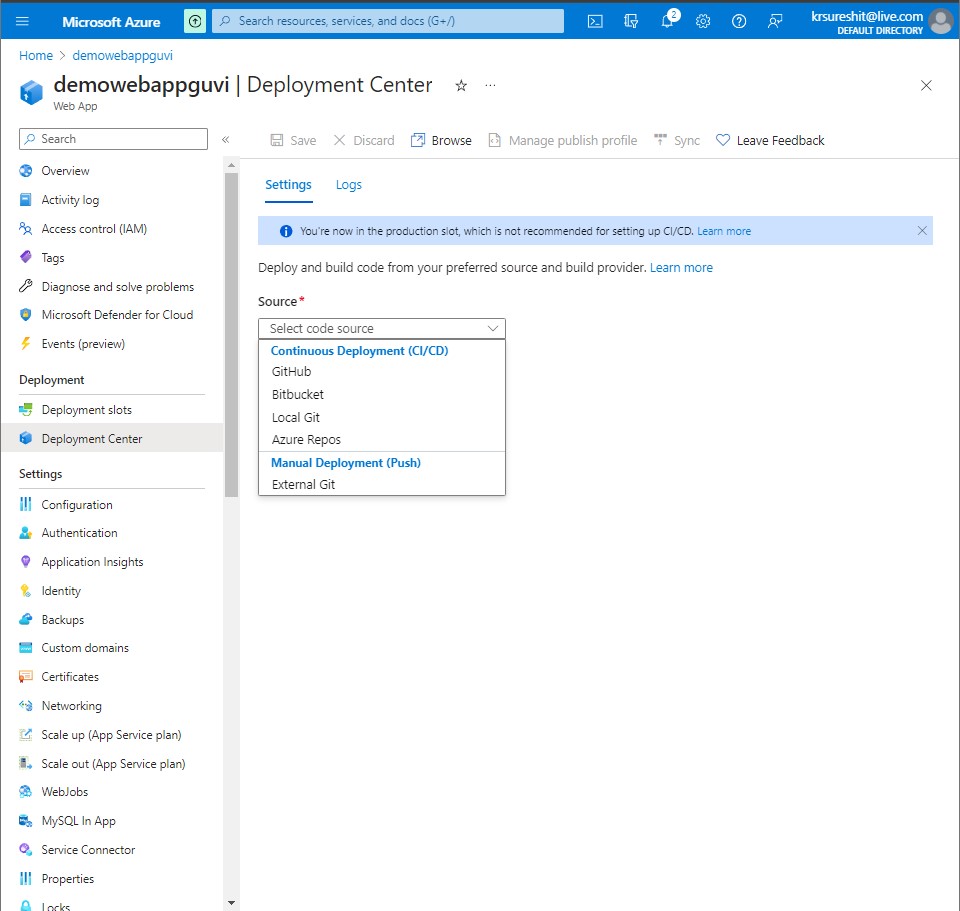 Microsoft Azure
Search resources, services, and docs (G+/)
2
krsureshit@live.com
DEFAULT DIRECTORY
Home > demowebappguvi
demowebappguvi | Deployment Center
Web App
Search
Save
Discard
Browse
Manage publish profile
Sync
Leave Feedback
Overview
Activity log
Access control (IAM)
Tags
Diagnose and solve problems
Microsoft Defender for Cloud
Events (preview)
Deployment
Deployment slots
Deployment Center
Settings
Configuration
Authentication
Application Insights
Identity
Backups
Custom domains
Certificates
Networking
Scale up (App Service plan)
Scale out (App Service plan)
WebJobs
MySQL In App
Service Connector
Properties
Locks
Settings
Logs
You're now in the production slot, which is not recommended for setting up CI/CD. Learn more
Deploy and build code from your preferred source and build provider. Learn more
Source*
Select code source
Continuous Deployment (CI/CD)
GitHub
Bitbucket
Local Git
Azure Repos
Manual Deployment (Push)
External Git